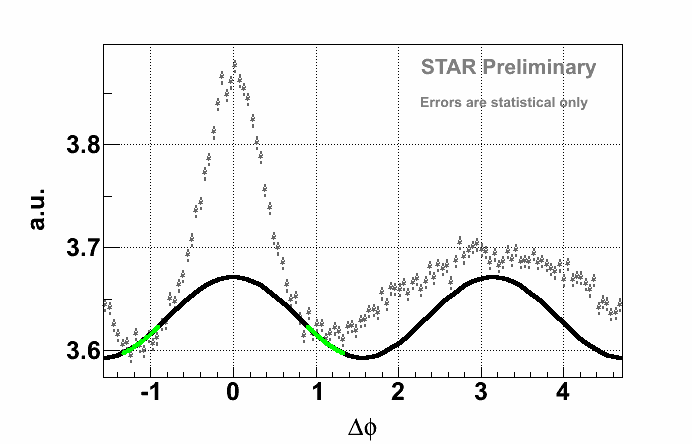 STAR Preliminary
Errors are statistical only
3.8
3.7
3.6
a.u.
-1 0 1 2 3 4
Δϕ